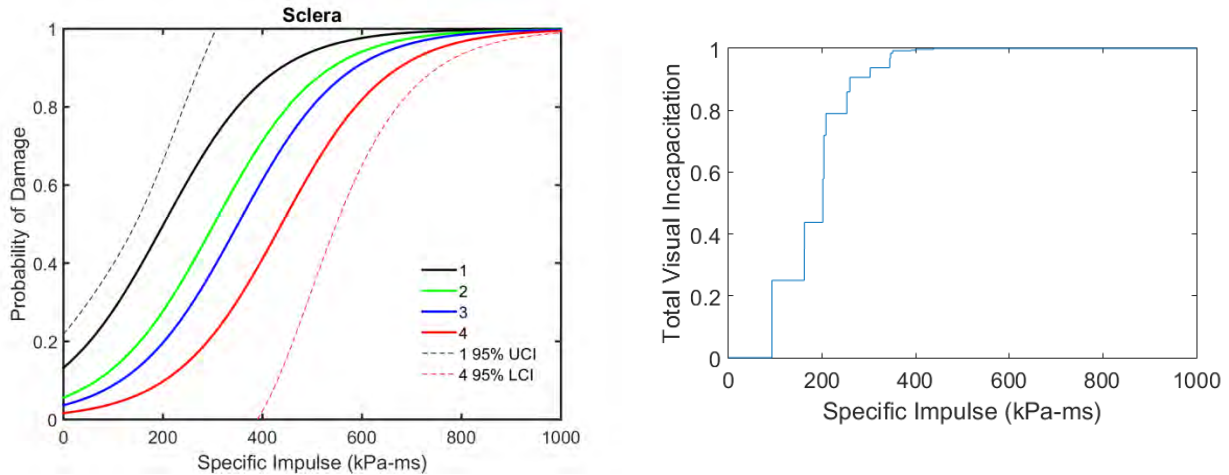 Sclera
Probability of Damage
1
0.8
0.6
0.4
0.2
0
0 200 400 600 800 1000
Specific Impulse (kPa-ms)
1
2
3
4
1 95% UCI
4 95% LCI
Total Visual Incapacitation
1
0.8
0.6
0.4
0.2
0
0 200 400 600 800 1000
Specific Impulse (kPa-ms)